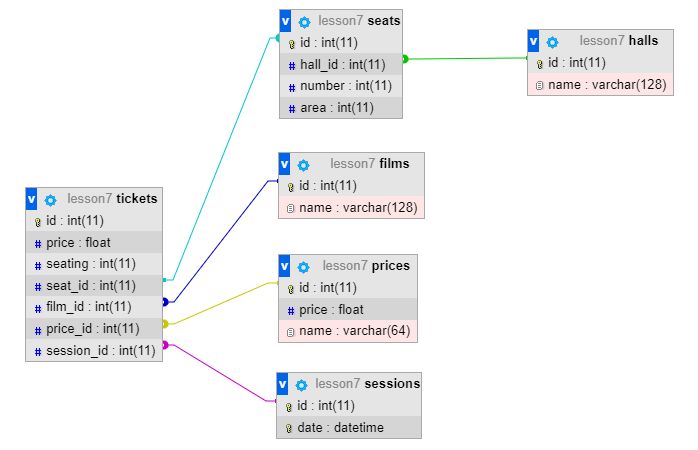 v lesson7 seats
id : int(11)
# hall_id : int(11)
# number : int(11)
# area : int(11)
v lesson7 halls
id : int(11)
name : varchar(128)
v lesson7 films
id : int(11)
name : varchar(128)
v lesson7 tickets
id : int(11)
# price : float
# seating : int(11)
# seat_id : int(11)
# film_id : int(11)
# price_id : int(11)
# session_id : int(11)
v lesson7 prices
id : int(11)
# price : float
name : varchar(64)
v lesson7 sessions
id : int(11)
date : datetime